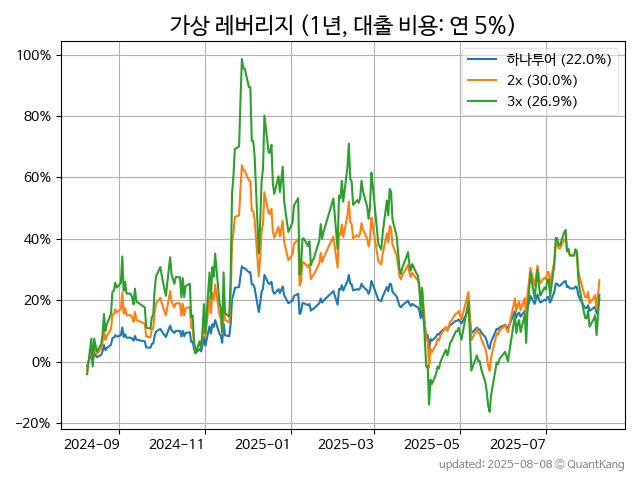 가상 레버리지 (1년, 대출 비용: 연 5%)
100%
80%
60%
40%
20%
0%
−20%
하나투어 (22.0%)
2x (30.0%)
3x (26.9%)
2024-09
2024-11
2025-01
2025-03
2025-05
2025-07
updated: 2025-08-08 © QuantKang